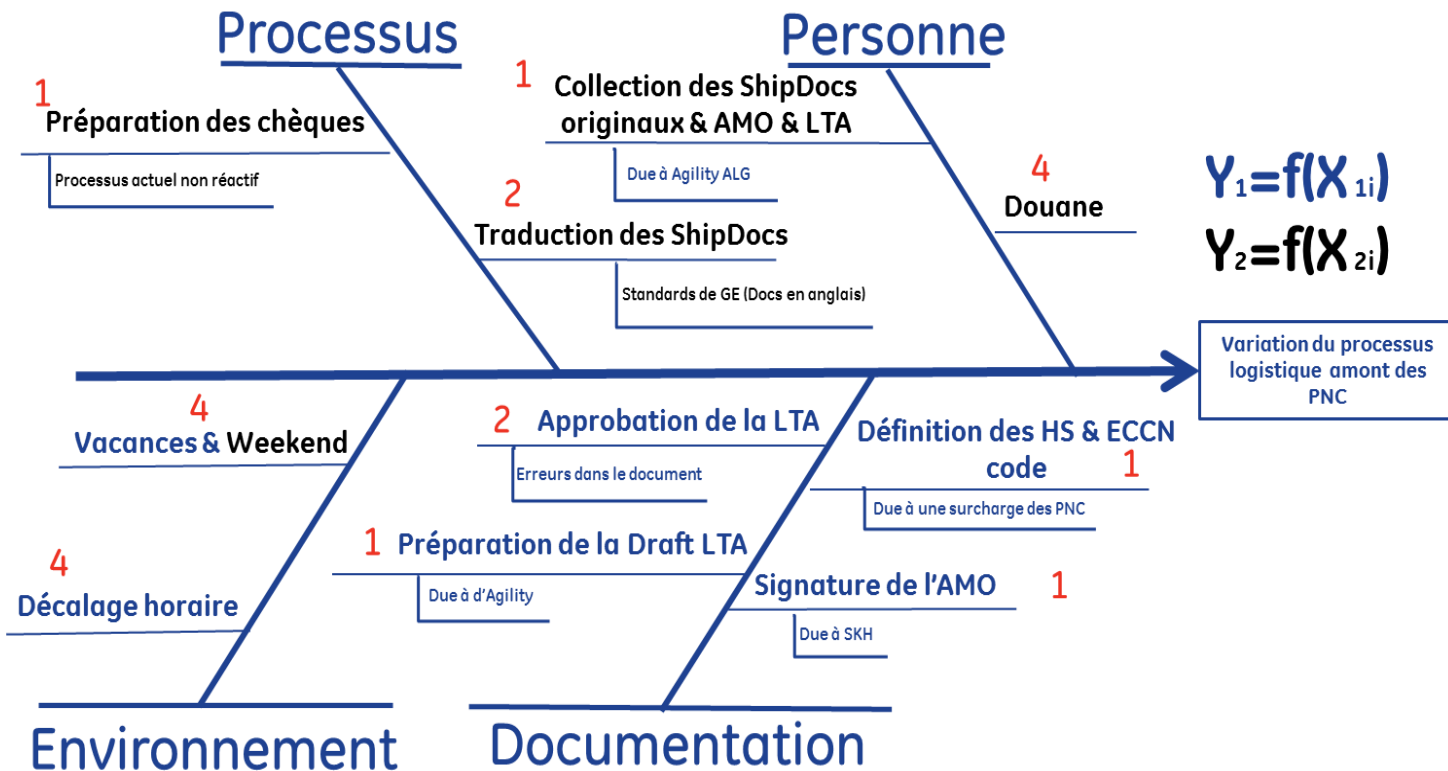 Processus
Personne
1
Préparation des chèques
Processus actuel non réactif
1
Collection des ShipDocs
originaux & AMO & LTA
Due à Agility ALG
2
Traduction des ShipDocs
Standards de GE (Docs en anglais)
4
Douane
Y1=f(X1i)
Y2=f(X2i)
Variation du processus
logistique amont des
PNC
4
Vacances & Weekend
4
Décalage horaire
2 Approbation de la LTA
Erreurs dans le document
1 Préparation de la Draft LTA
Due à d'Agility
Définition des HS & ECCN
code 1
Due à une surcharge des PNC
Signature de l'AMO 1
Due à SKH
Environnement
Documentation